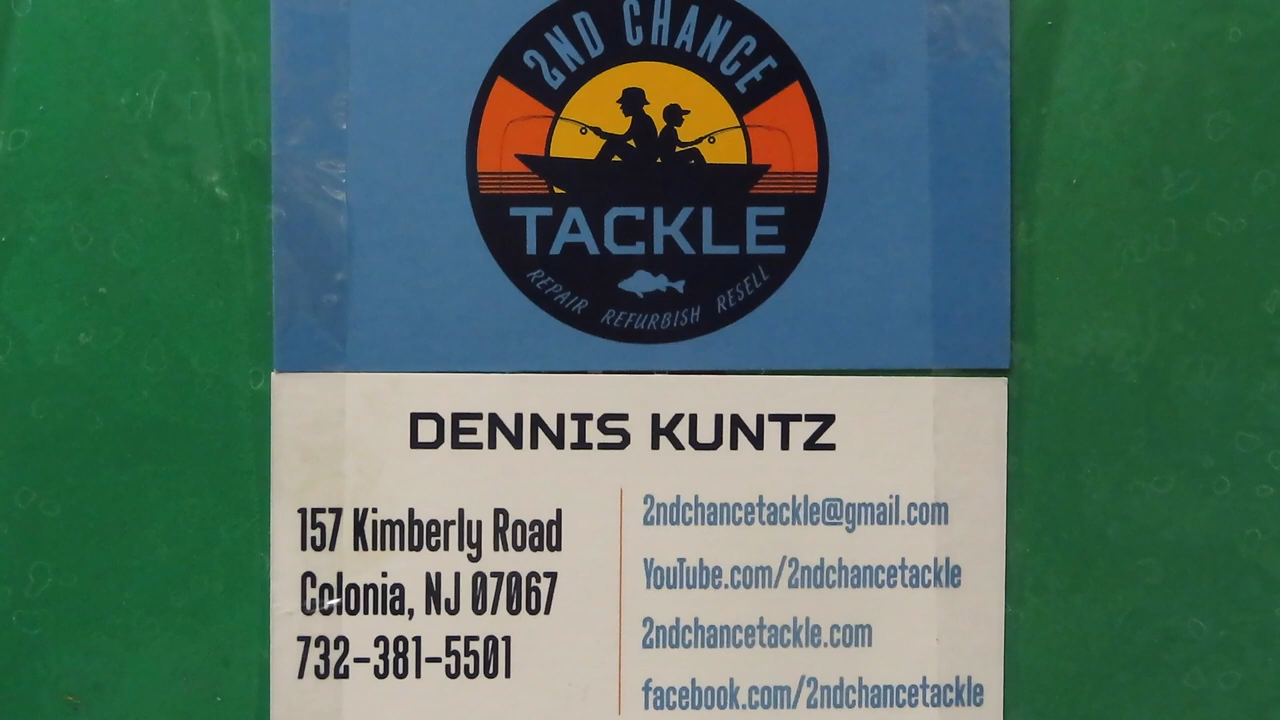 2ND CHANCE
TACKLE
REPAIR REFURBISH RESELL
DENNIS KUNTZ
157 Kimberly Road
Colonia, NJ 07067
732-381-5501
2ndchancetackle@gmail.com
YouTube.com/2ndchancetackle
2ndchancetackle.com
facebook.com/2ndchancetackle